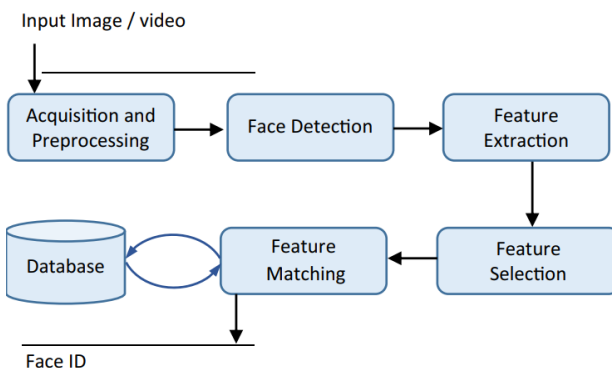 Input Image / video
Acquisition and
Preprocessing
Face Detection
Feature
Extraction
Database
Feature
Matching
Feature
Selection
Face ID